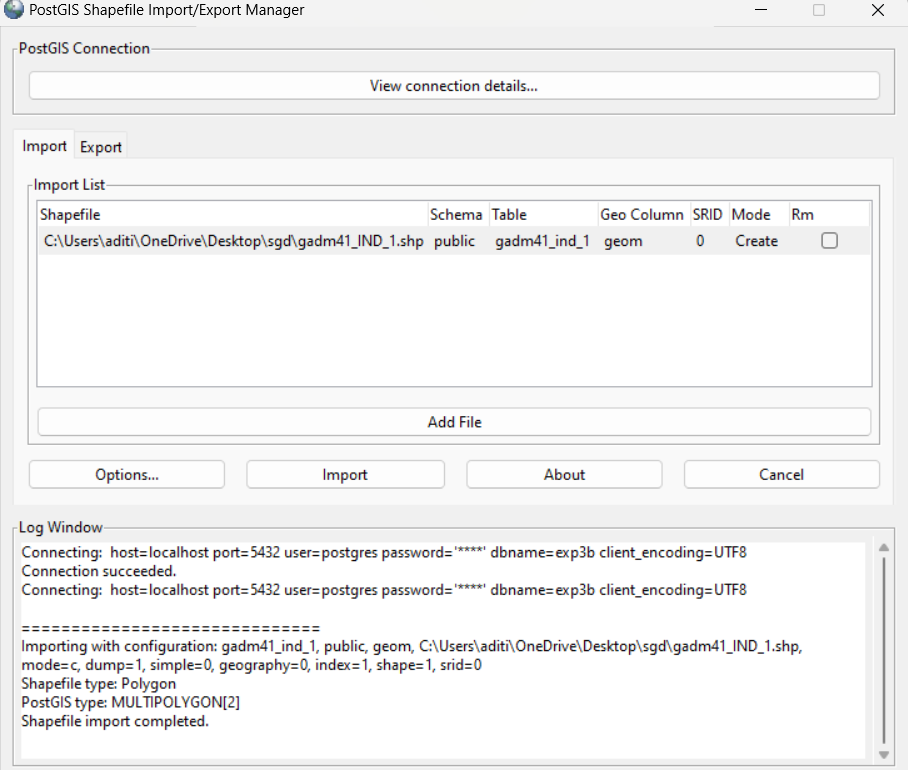 PostGIS Shapefile Import/Export Manager
PostGIS Connection
View connection details...
Import Export
Import List
Shapefile Schema Table Geo Column SRID Mode Rm
C:\Users\aditi\OneDrive\Desktop\sgd\gadm41_IND_1.shp public gadm41_ind_1 geom 0 Create
Add File
Options... Import About Cancel
Log Window
Connecting: host=localhost port=5432 user=postgres password='****' dbname=exp3b client_encoding=UTF8
Connection succeeded.
Connecting: host=localhost port=5432 user=postgres password='****' dbname=exp3b client_encoding=UTF8
==============================
Importing with configuration: gadm41_ind_1, public, geom, C:\Users\aditi\OneDrive\Desktop\sgd\gadm41_IND_1.shp,
mode=c, dump=1, simple=0, geography=0, index=1, shape=1, srid=0
Shapefile type: Polygon
PostGIS type: MULTIPOLYGON[2]
Shapefile import completed.